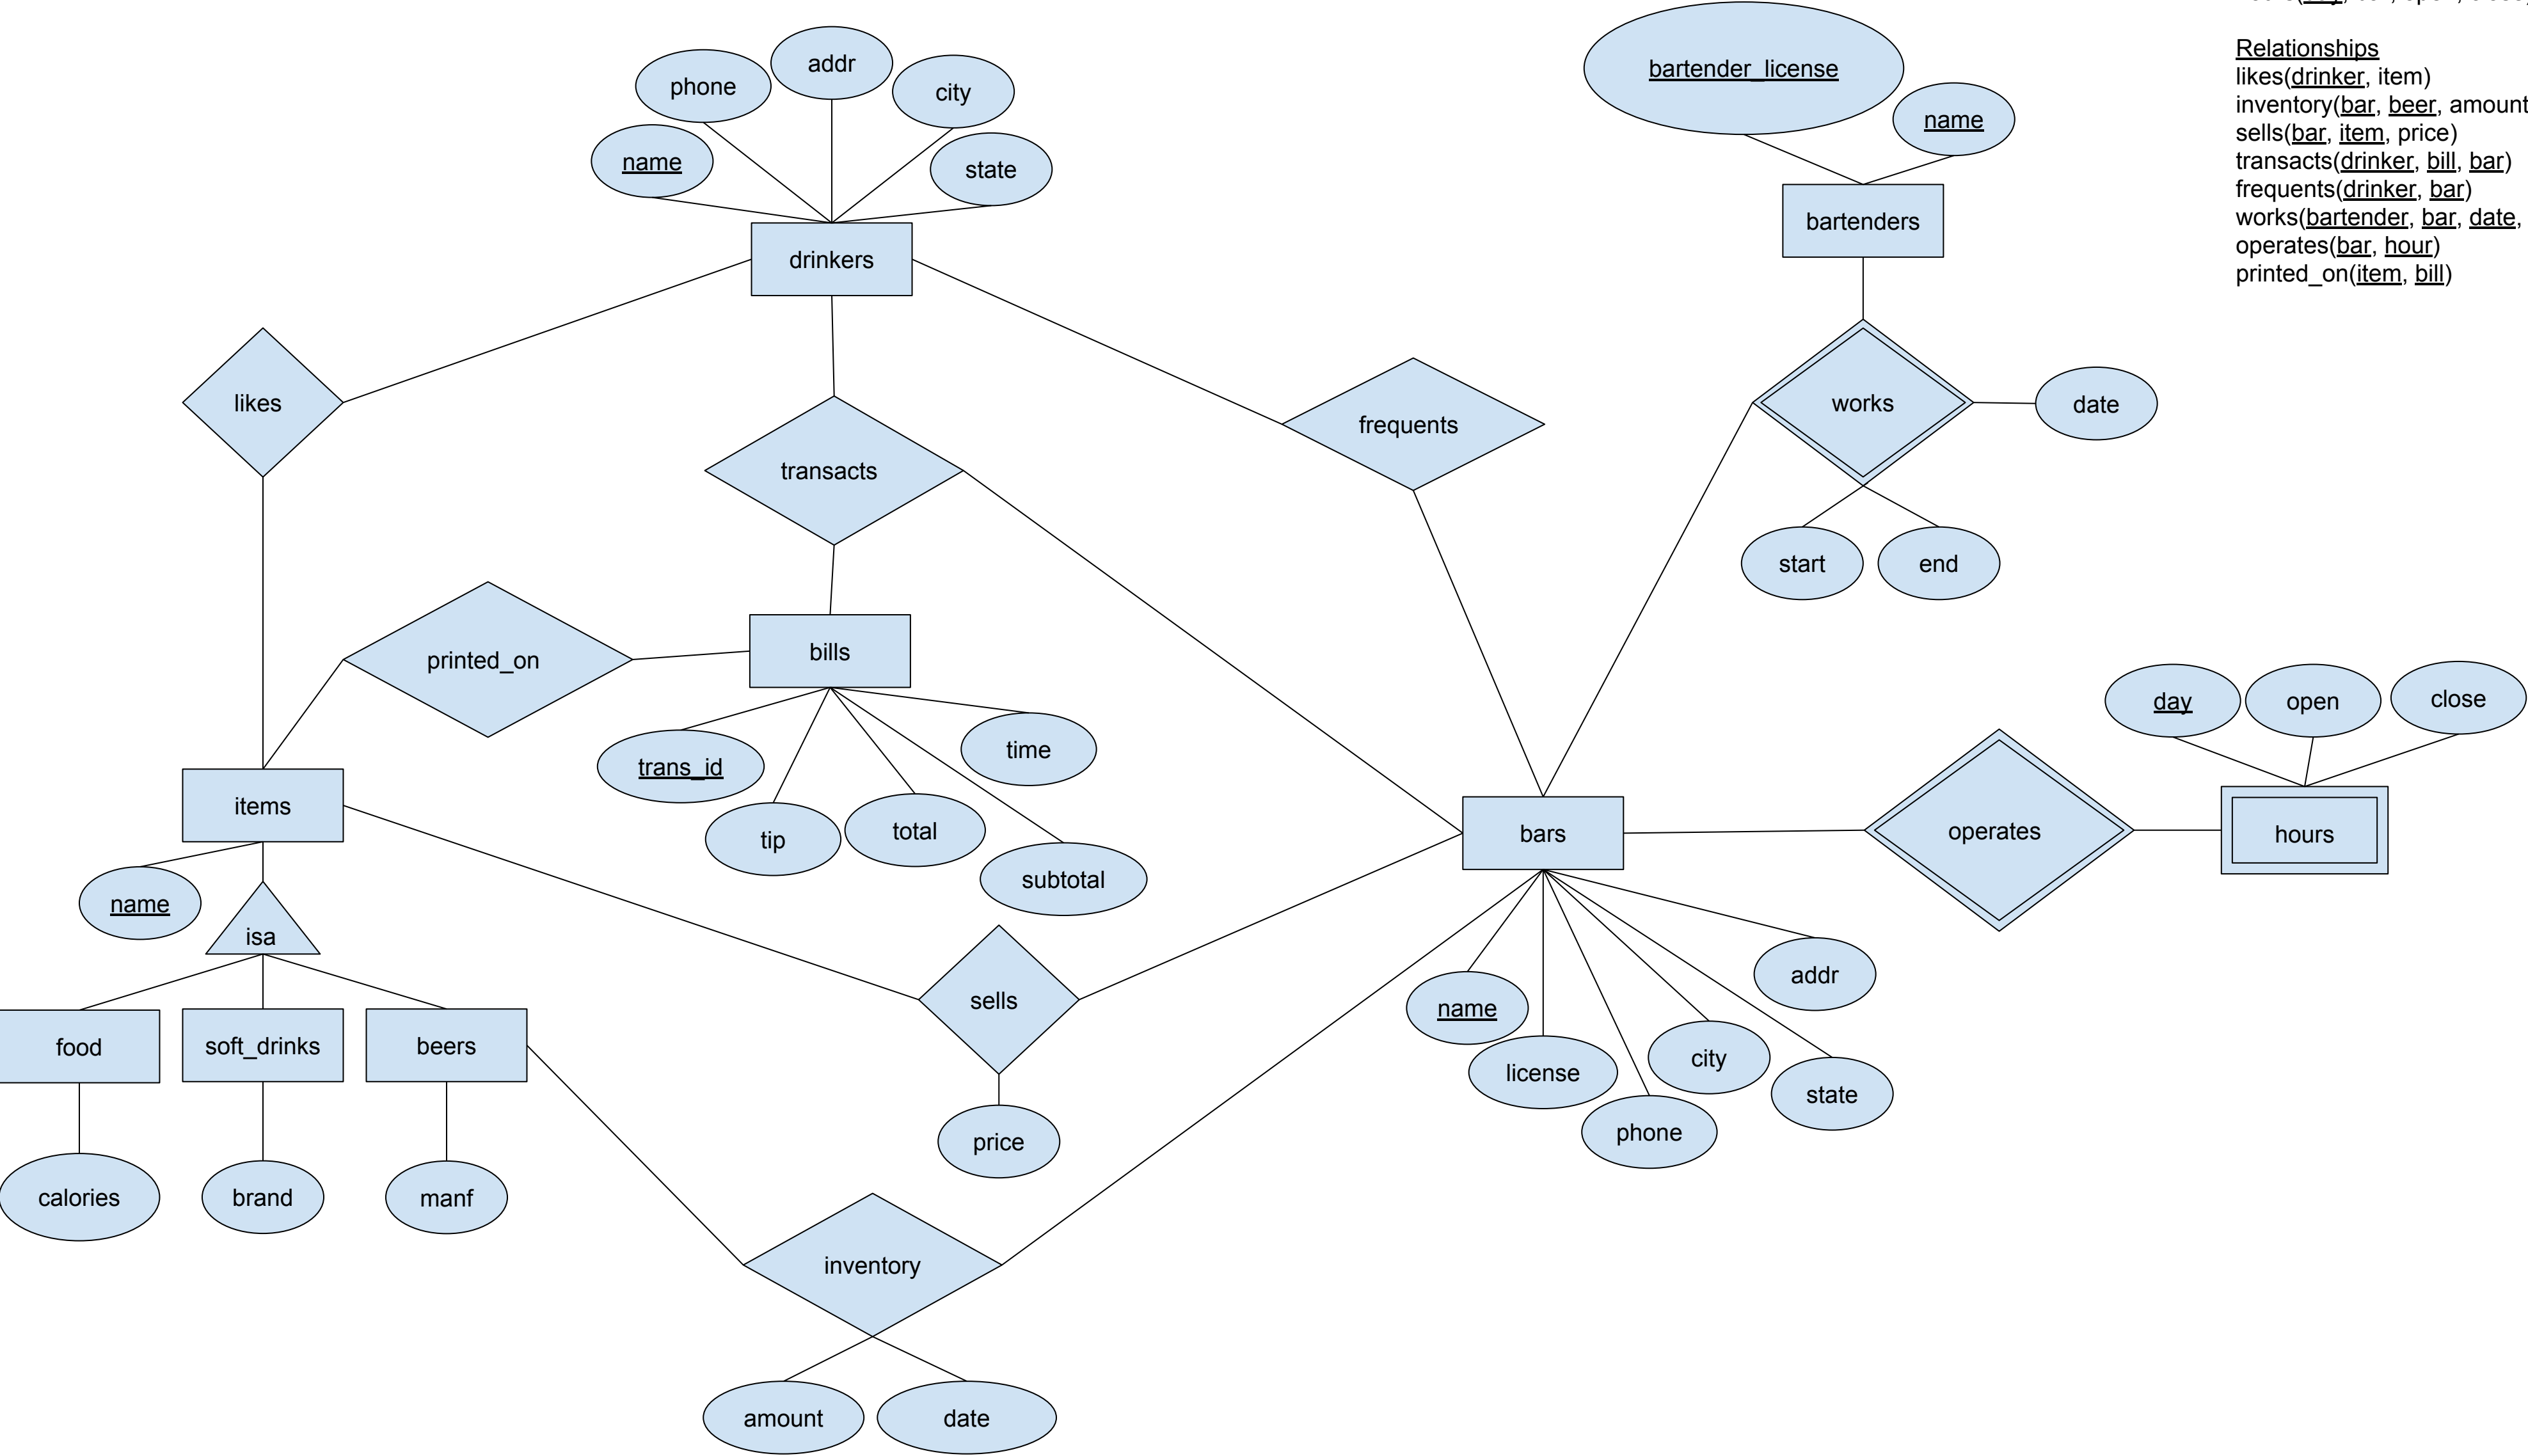 Relationships
likes(drinker, item)
inventory(bar, beer, amount
sells(bar, item, price)
transacts(drinker, bill, bar)
frequents(drinker, bar)
works(bartender, bar, date,
operates(bar, hour)
printed_on(item, bill)
addr
phone
city
name
state
drinkers
bartender_license
name
bartenders
likes
transacts
frequents
works
date
start
end
printed_on
bills
trans_id
time
tip
total
subtotal
day
open
close
items
name
isa
bars
operates
hours
food
soft_drinks
beers
calories
brand
manf
sells
price
name
license
phone
city
state
addr
inventory
amount
date